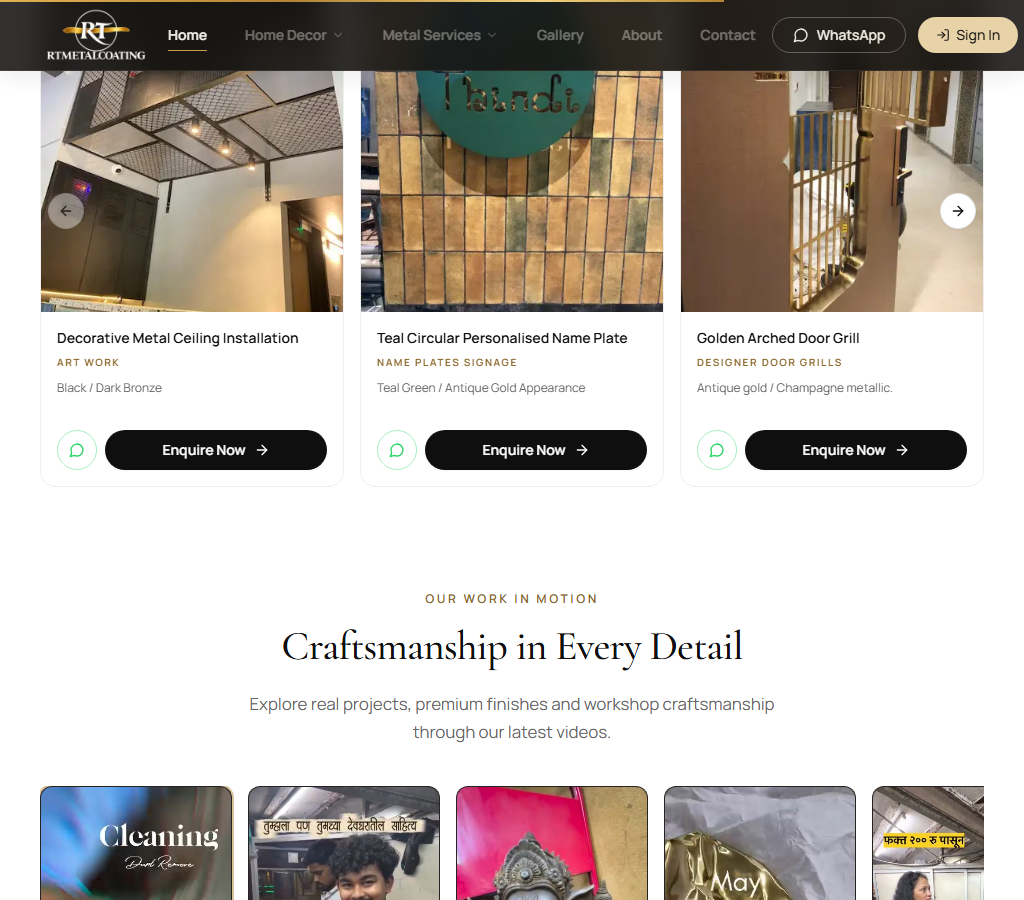 RT
RTMETALCOATING
Home
Home Decor
Metal Services
Gallery
About
Contact
WhatsApp
Sign In
Thindi
Decorative Metal Ceiling Installation
ART WORK
Black / Dark Bronze
Enquire Now
Teal Circular Personalised Name Plate
NAME PLATES SIGNAGE
Teal Green / Antique Gold Appearance
Enquire Now
Golden Arched Door Grill
DESIGNER DOOR GRILLS
Antique gold / Champagne metallic.
Enquire Now
OUR WORK IN MOTION
Craftsmanship in Every Detail
Explore real projects, premium finishes and workshop craftsmanship
through our latest videos.
Cleaning
Dust Remove
तुम्हाला पण तुमच्या देवघरातील साहित्य
May
फक्त २०० रु पासून